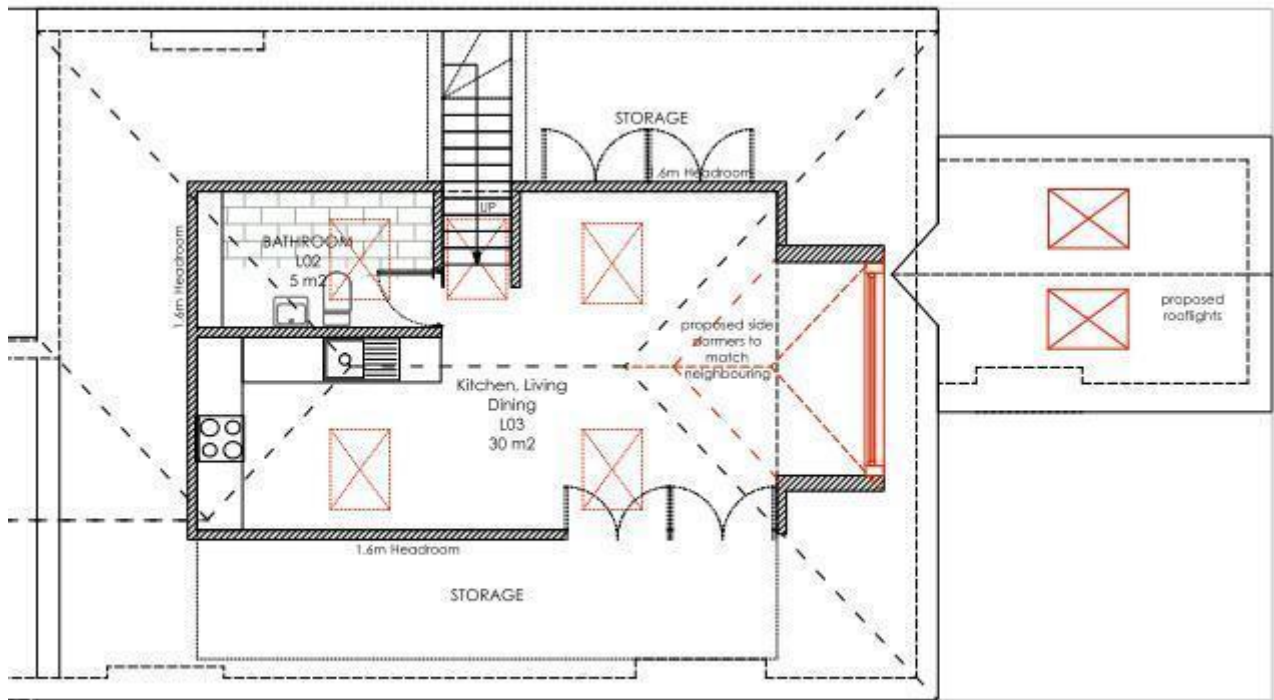 STORAGE
1.6m Headroom
UP
BATHROOM
L02
5 m2
1.6m Headroom
proposed side
dormers to
match
neighbouring
proposed
rooflights
Kitchen, Living
Dining
L03
30 m2
1.6m Headroom
STORAGE